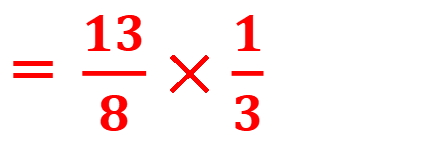 = 13/8 × 1/3